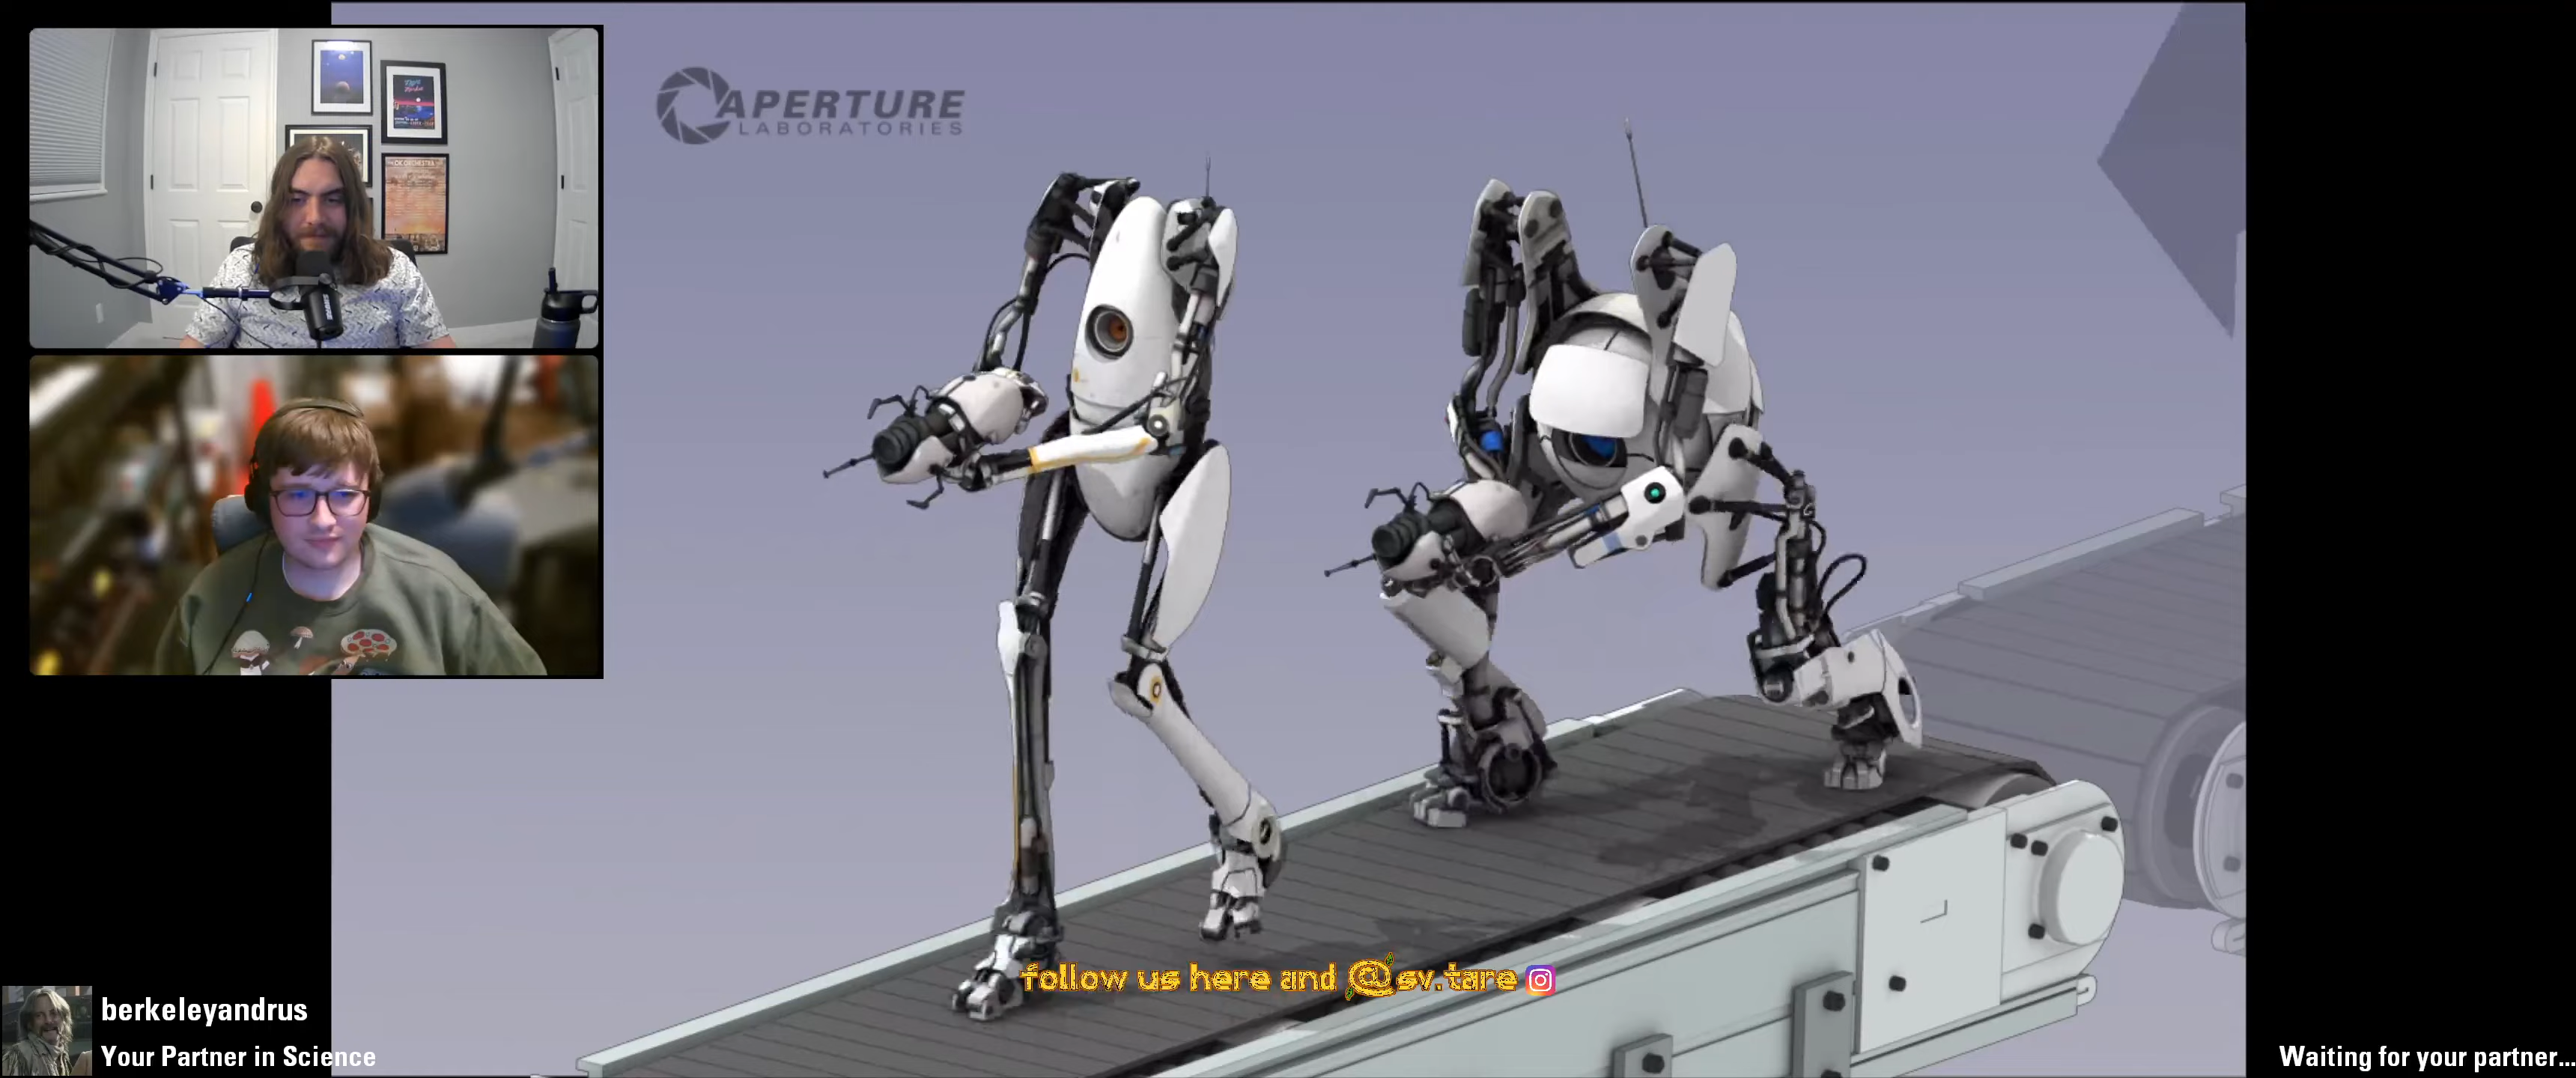 APERTURE
LABORATORIES
follow us here and @sv.tare
berkeleyandrus
Your Partner in Science
Waiting for your partner...